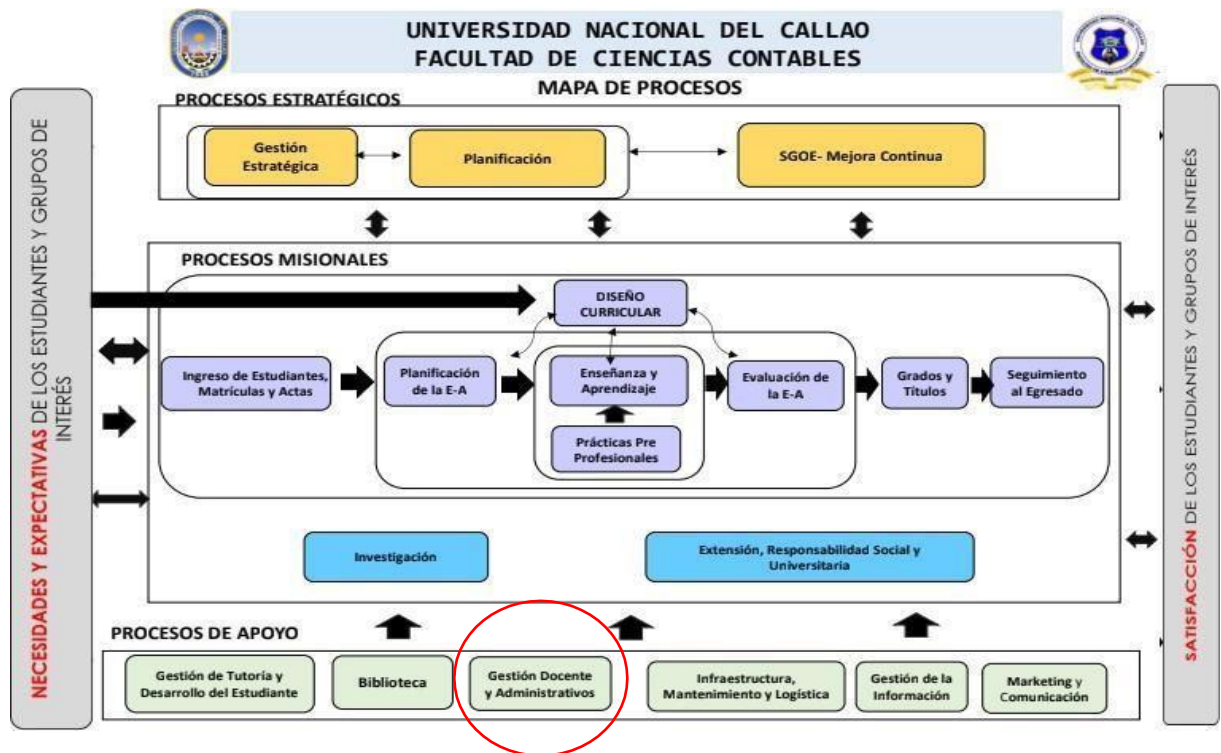 UNIVERSIDAD NACIONAL DEL CALLAO
FACULTAD DE CIENCIAS CONTABLES
MAPA DE PROCESOS
NECESIDADES Y EXPECTATIVAS DE LOS ESTUDIANTES Y GRUPOS DE
INTERÉS
PROCESOS ESTRATÉGICOS
Gestión
Estratégica
Planificación
SGOE- Mejora Continua
PROCESOS MISIONALES
DISEÑO
CURRICULAR
Ingreso de Estudiantes,
Matrículas y Actas
Planificación
de la E-A
Enseñanza y
Aprendizaje
Evaluación de
la E-A
Grados y
Títulos
Seguimiento
al Egresado
Prácticas Pre
Profesionales
Investigación
Extensión, Responsabilidad Social y
Universitaria
PROCESOS DE APOYO
Gestión de Tutoría y
Desarrollo del Estudiante
Biblioteca
Gestión Docente
y Administrativos
Infraestructura,
Mantenimiento y Logística
Gestión de la
Información
Marketing y
Comunicación
SATISFACCIÓN DE LOS ESTUDIANTES Y GRUPOS DE INTERÉS